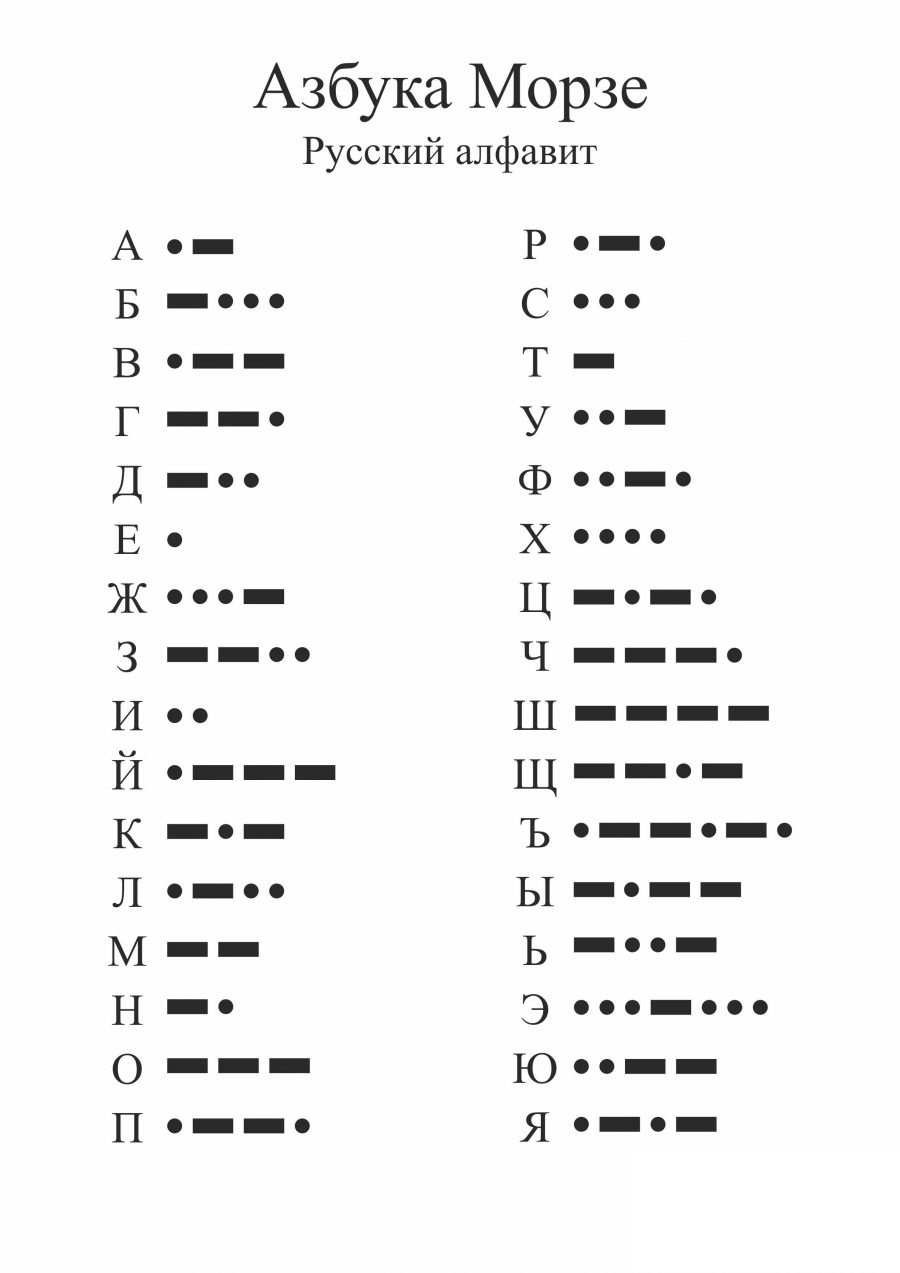 Азбука Морзе
Русский алфавит
А •–
Б –•••
В •––
Г ––•
Д –••
Е •
Ж •••–
З ––••
И ••
Й •–––
К –•–
Л •–••
М ––
Н –•
О –––
П •––•
Р •–•
С •••
Т –
У ••–
Ф ••–•
Х ••••
Ц –•–•
Ч –––•
Ш ––––
Щ ––•–
Ъ •––•–•
Ы –•––
Ь –••–
Э •••–•••
Ю ••––
Я •–•–